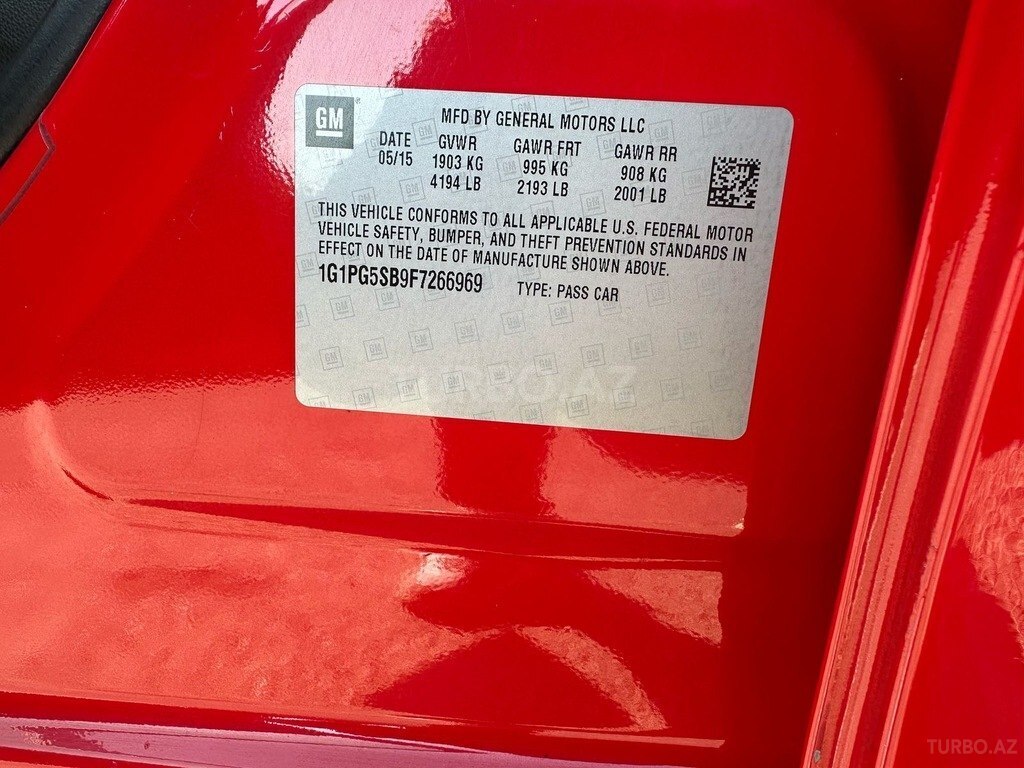 GM
MFD BY GENERAL MOTORS LLC
DATE GVWR GAWR FRT GAWR RR
05/15 1903 KG 995 KG 908 KG
4194 LB 2193 LB 2001 LB
THIS VEHICLE CONFORMS TO ALL APPLICABLE U.S. FEDERAL MOTOR
VEHICLE SAFETY, BUMPER, AND THEFT PREVENTION STANDARDS IN
EFFECT ON THE DATE OF MANUFACTURE SHOWN ABOVE.
1G1PG5SB9F7266969 TYPE: PASS CAR
TURBO.AZ
TURBO.AZ